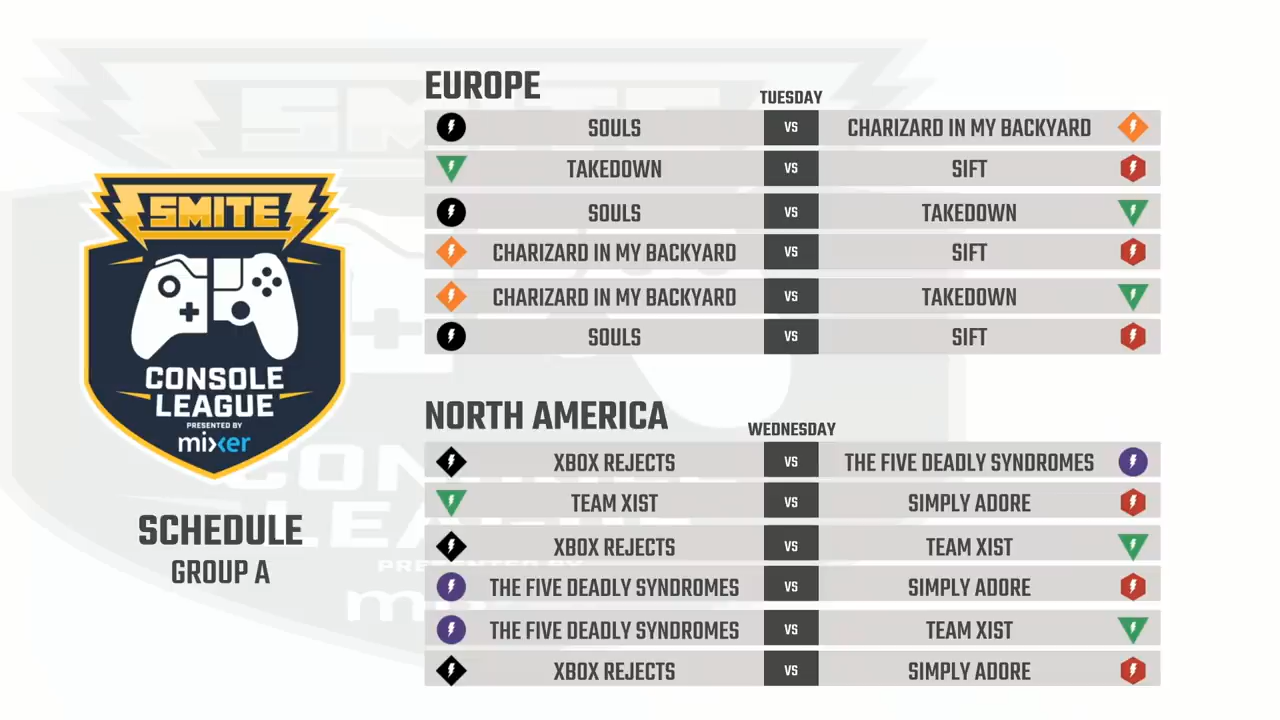 SMITE
CONSOLE
LEAGUE
PRESENTED BY
mixer
SCHEDULE
GROUP A
EUROPE
TUESDAY
SOULS VS CHARIZARD IN MY BACKYARD
TAKEDOWN VS SIFT
SOULS VS TAKEDOWN
CHARIZARD IN MY BACKYARD VS SIFT
CHARIZARD IN MY BACKYARD VS TAKEDOWN
SOULS VS SIFT
NORTH AMERICA
WEDNESDAY
XBOX REJECTS VS THE FIVE DEADLY SYNDROMES
TEAM XIST VS SIMPLY ADORE
XBOX REJECTS VS TEAM XIST
THE FIVE DEADLY SYNDROMES VS SIMPLY ADORE
THE FIVE DEADLY SYNDROMES VS TEAM XIST
XBOX REJECTS VS SIMPLY ADORE